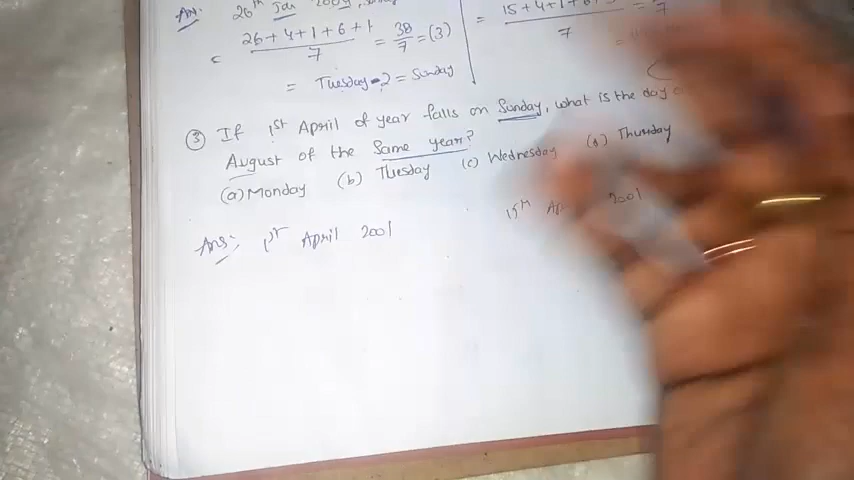 Ans: 26th Jan 2004,
26+4+1+6+1 / 7 = 38/7 = (3)
= Tuesday-2 = Sunday
= 15+4+1+6+ / 7 = /7
(3) If 1st April of year falls on Sunday, what is the day
August of the Same year?
(a) Monday (b) Tuesday (c) Wednesday Thursday
Ans: 1st April 2001 15th 2001